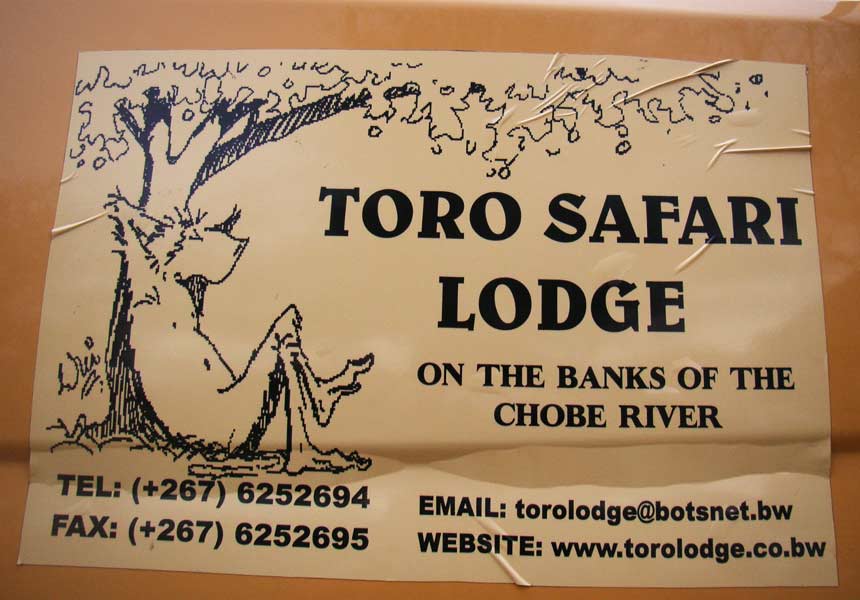 TORO SAFARI
LODGE
ON THE BANKS OF THE
CHOBE RIVER
TEL: (+267) 6252694
FAX: (+267) 6252695
EMAIL: torolodge@botsnet.bw
WEBSITE: www.torolodge.co.bw